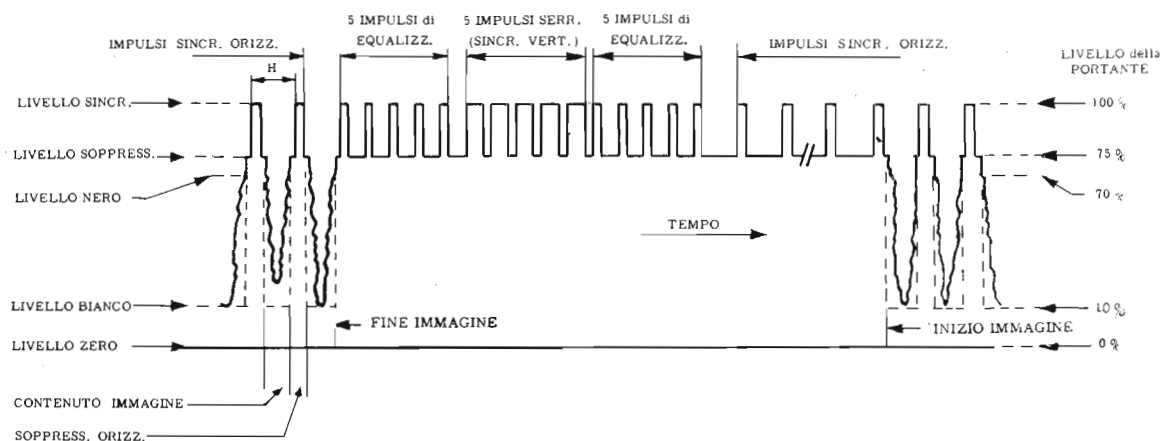 5 IMPULSI di
EQUALIZZ.
5 IMPULSI SERR.
(SINCR. VERT.)
5 IMPULSI di
EQUALIZZ.
IMPULSI SINCR. ORIZZ.
IMPULSI SINCR. ORIZZ.
LIVELLO della
PORTANTE
H
LIVELLO SINCR.
100 %
LIVELLO SOPPRESS.
75 %
LIVELLO NERO
70 %
TEMPO
LIVELLO BIANCO
10 %
FINE IMMAGINE
INIZIO IMMAGINE
LIVELLO ZERO
0 %
CONTENUTO IMMAGINE
SOPPRESS. ORIZZ.